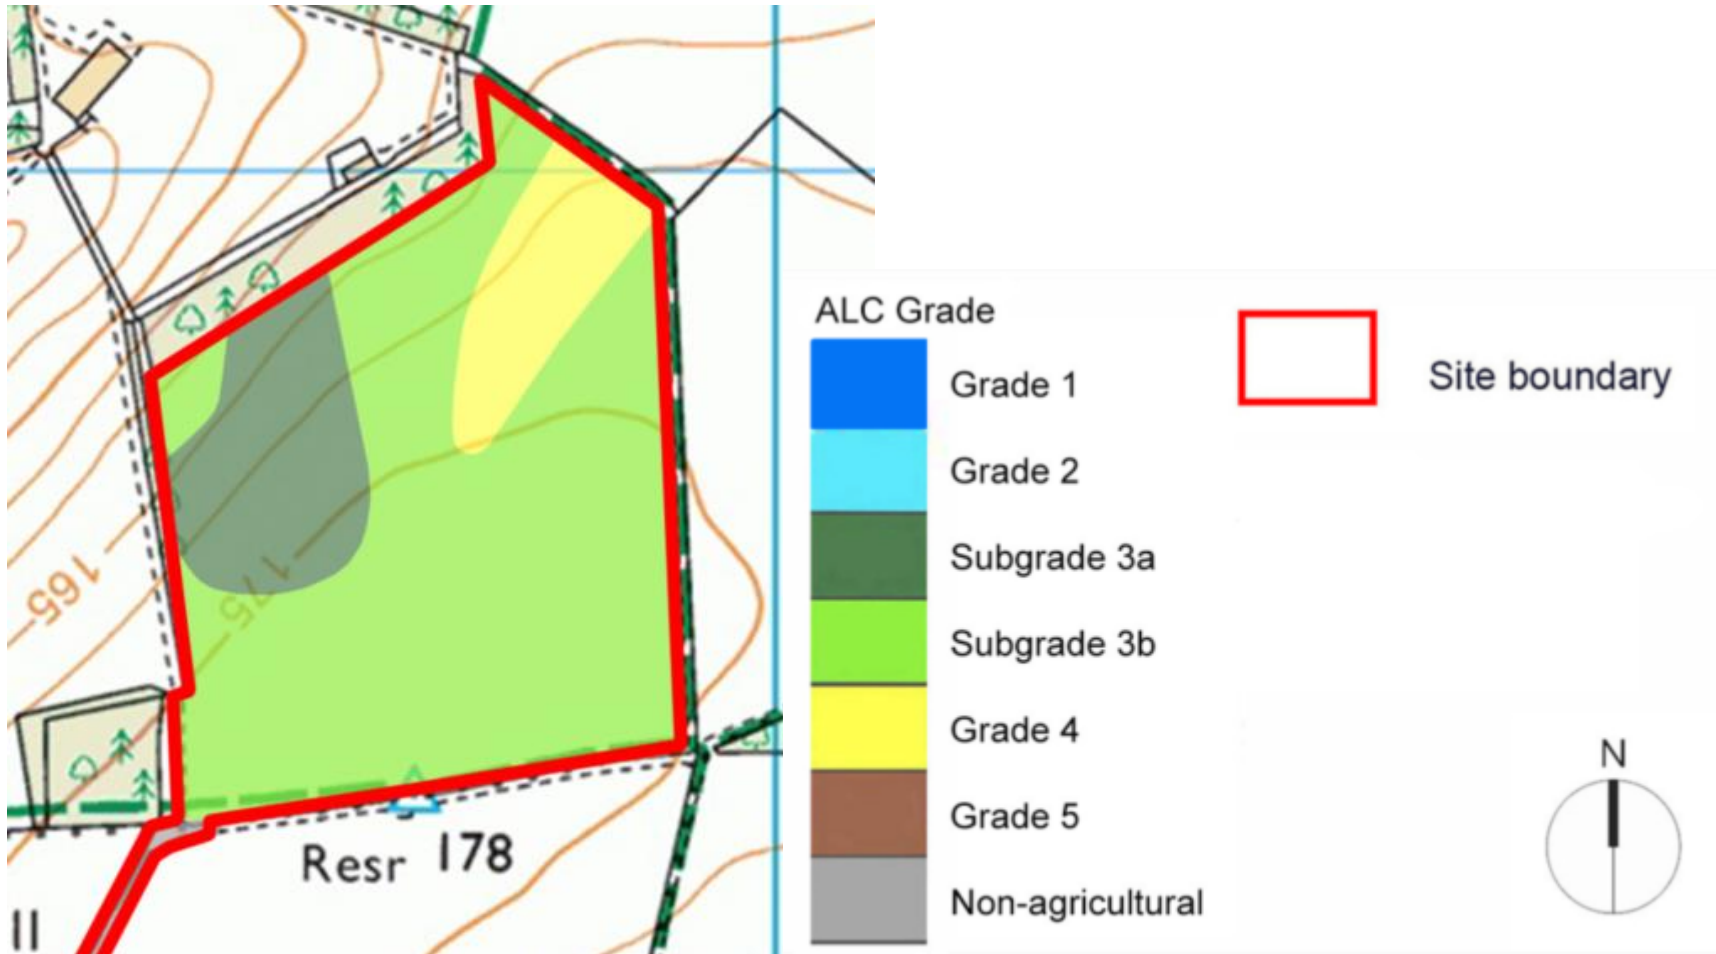 165
175
Resr 178
11
ALC Grade
Grade 1
Grade 2
Subgrade 3a
Subgrade 3b
Grade 4
Grade 5
Non-agricultural
Site boundary
N